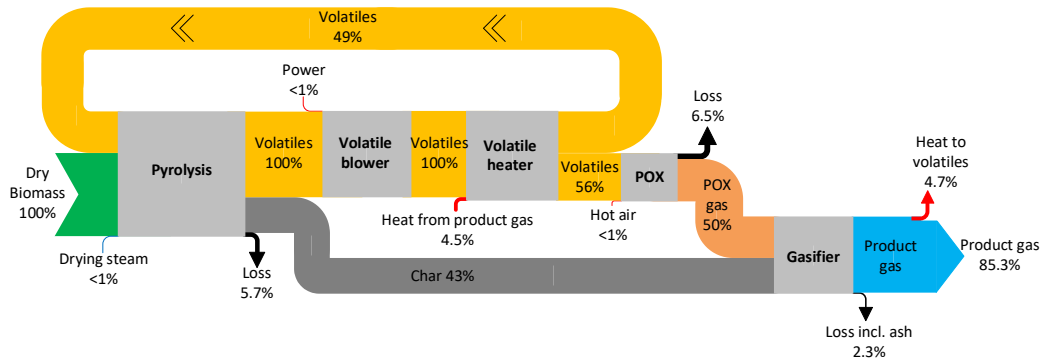 Volatiles
49%
Power
<1%
Loss
6.5%
Heat to
volatiles
4.7%
Dry
Biomass
100%
Pyrolysis
Volatiles
100%
Volatile
blower
Volatiles
100%
Volatile
heater
Volatiles
56%
POX
POX
gas
50%
Drying steam
<1%
Loss
5.7%
Heat from product gas
4.5%
Hot air
<1%
Char 43%
Gasifier
Product
gas
Product gas
85.3%
Loss incl. ash
2.3%